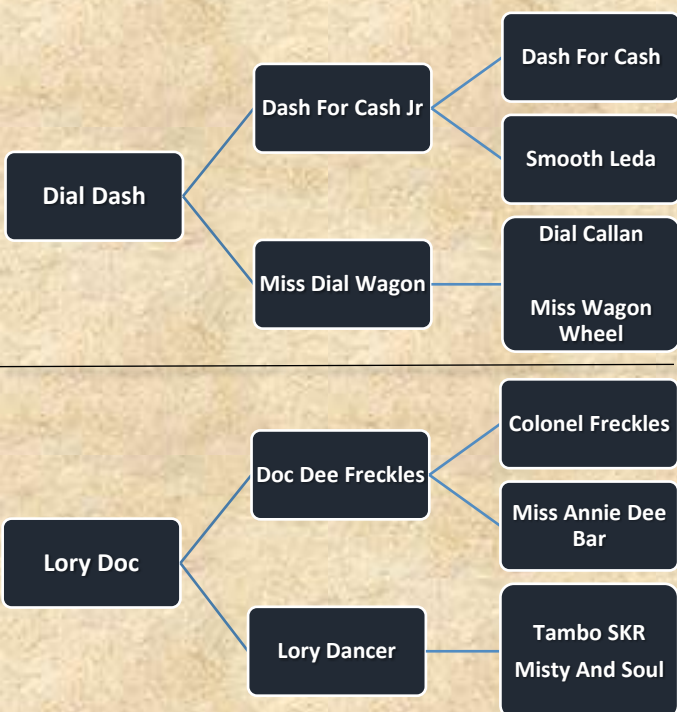 Dash For Cash
Dash For Cash Jr
Smooth Leda
Dial Dash
Dial Callan
Miss Dial Wagon
Miss Wagon
Wheel
Colonel Freckles
Doc Dee Freckles
Miss Annie Dee
Bar
Lory Doc
Tambo SKR
Lory Dancer
Misty And Soul